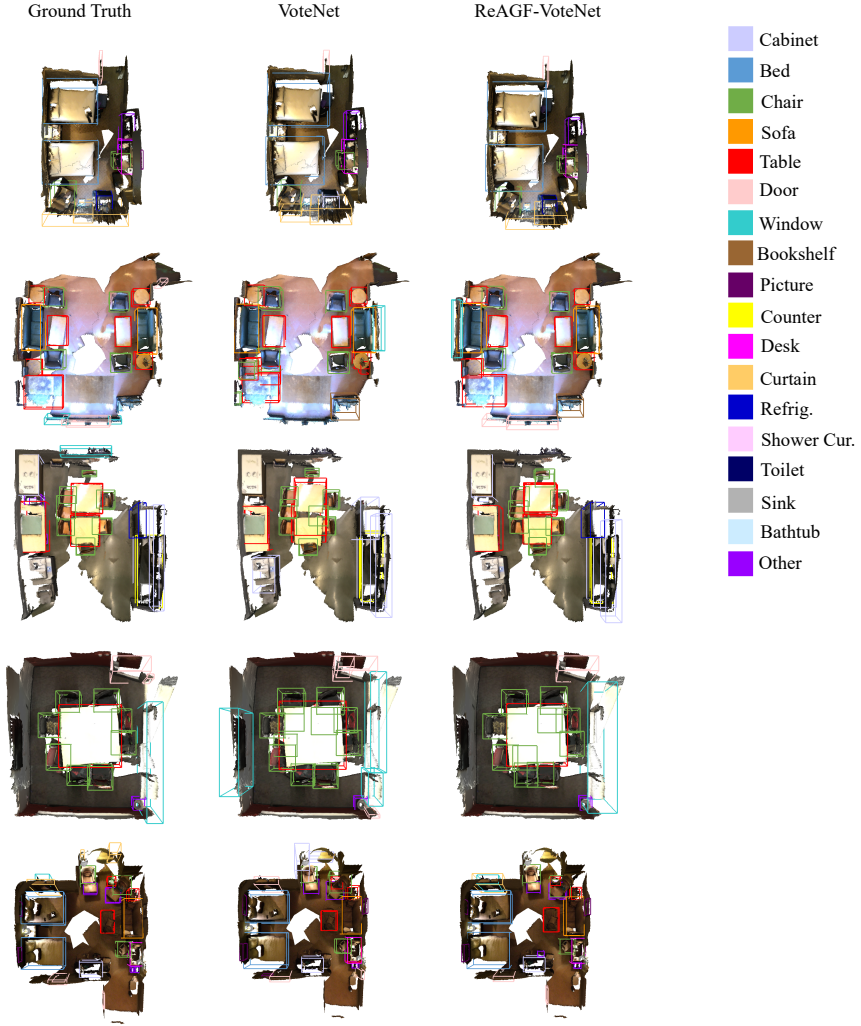 Ground Truth
VoteNet
ReAGF-VoteNet
Cabinet
Bed
Chair
Sofa
Table
Door
Window
Bookshelf
Picture
Counter
Desk
Curtain
Refrig.
Shower Cur.
Toilet
Sink
Bathtub
Other